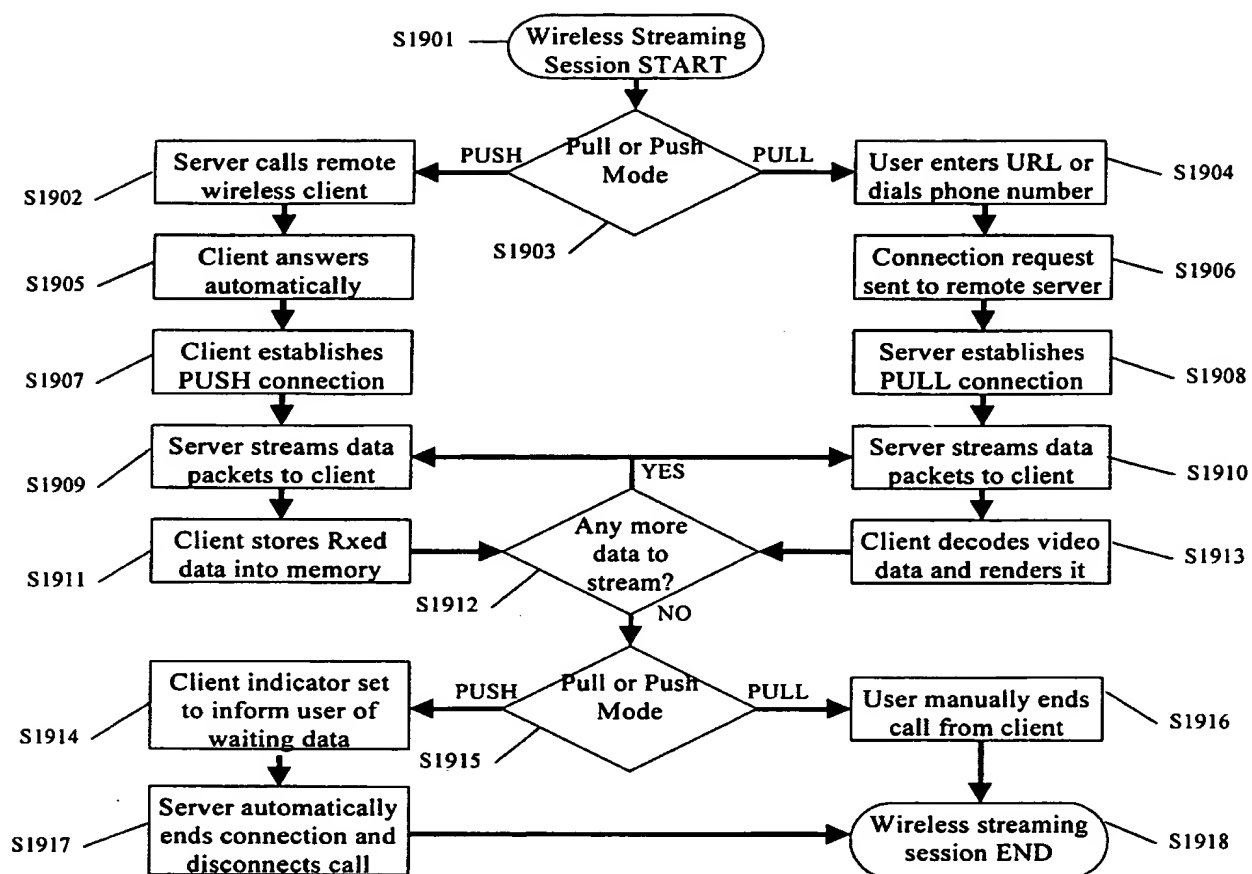 S1901
Wireless Streaming
Session START
Pull or Push
Mode
PUSH
PULL
S1903
Server calls remote
wireless client
S1902
User enters URL or
dials phone number
S1904
Client answers
automatically
S1905
Connection request
sent to remote server
S1906
Client establishes
PUSH connection
S1907
Server establishes
PULL connection
S1908
Server streams data
packets to client
S1909
YES
Server streams data
packets to client
S1910
Client stores Rxed
data into memory
S1911
Any more
data to
stream?
S1912
NO
Client decodes video
data and renders it
S1913
Client indicator set
to inform user of
waiting data
S1914
PUSH
Pull or Push
Mode
PULL
S1915
User manually ends
call from client
S1916
Server automatically
ends connection and
disconnects call
S1917
Wireless streaming
session END
S1918